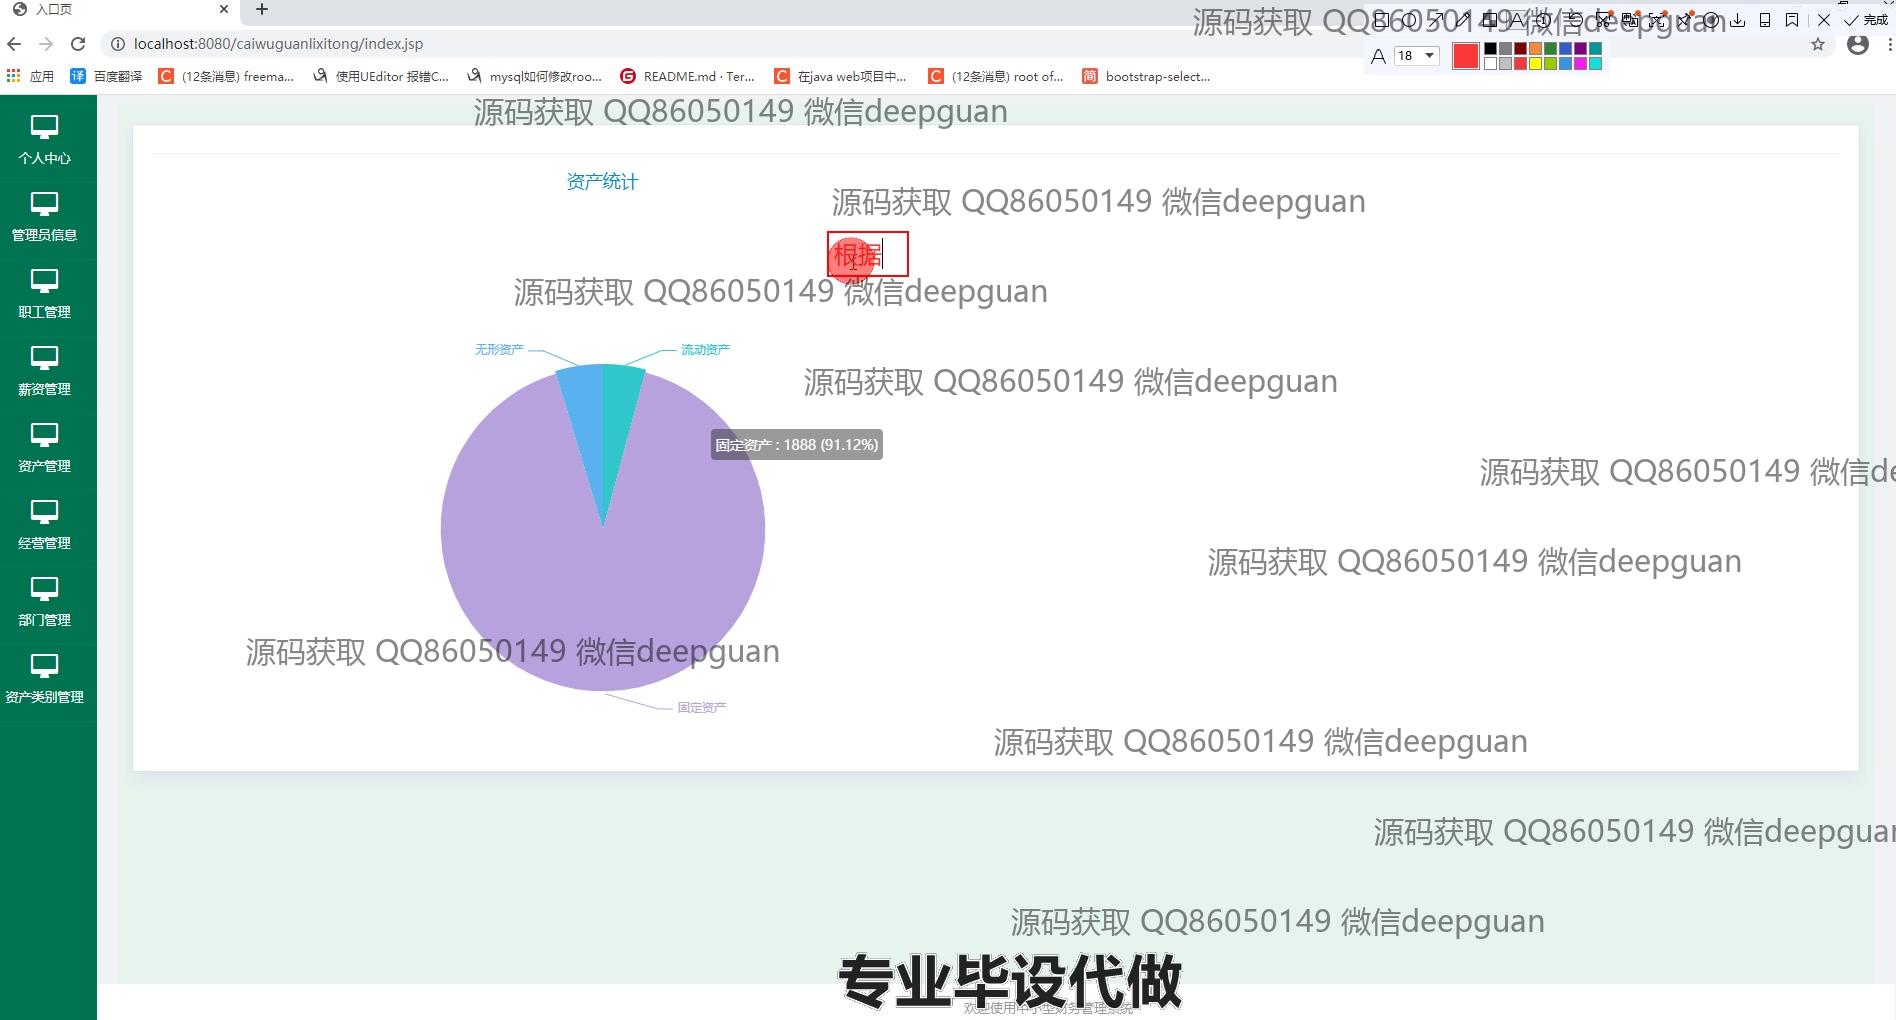 入口页
源码获取 QQ86050149 微信deepguan
完成
localhost:8080/caiwuguanlixitong/index.jsp
18
应用
百度翻译
(12条消息) freema...
使用UEditor 报错C...
mysql如何修改roo...
README.md · Ter...
在java web项目中...
(12条消息) root of...
bootstrap-select...
源码获取 QQ86050149 微信deepguan
个人中心
资产统计
源码获取 QQ86050149 微信deepguan
管理员信息
根据
源码获取 QQ86050149 微信deepguan
职工管理
无形资产
流动资产
薪资管理
源码获取 QQ86050149 微信deepguan
固定资产 : 1888 (91.12%)
资产管理
源码获取 QQ86050149 微信de
经营管理
源码获取 QQ86050149 微信deepguan
部门管理
源码获取 QQ86050149 微信deepguan
资产类别管理
固定资产
源码获取 QQ86050149 微信deepguan
源码获取 QQ86050149 微信deepguan
源码获取 QQ86050149 微信deepguan
专业毕设代做
欢迎使用中小型财务管理系统